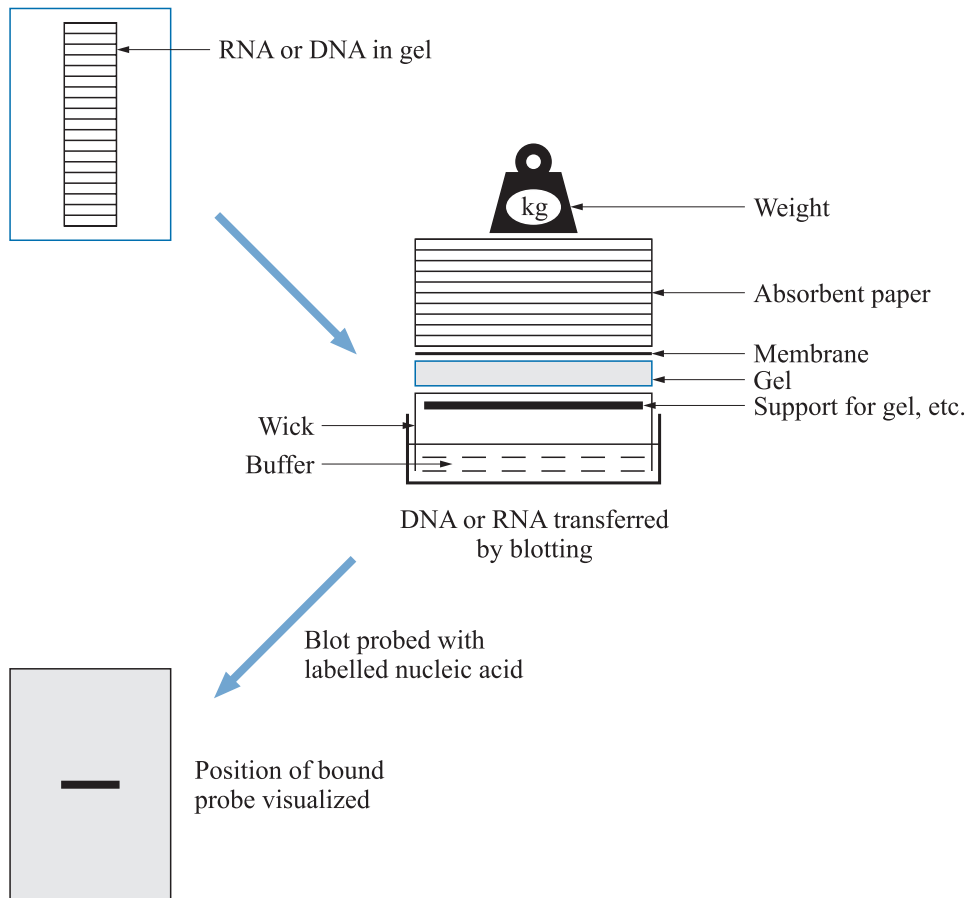 RNA or DNA in gel
kg
Weight
Absorbent paper
Membrane
Gel
Support for gel, etc.
Wick
Buffer
DNA or RNA transferred
by blotting
Blot probed with
labelled nucleic acid
Position of bound
probe visualized